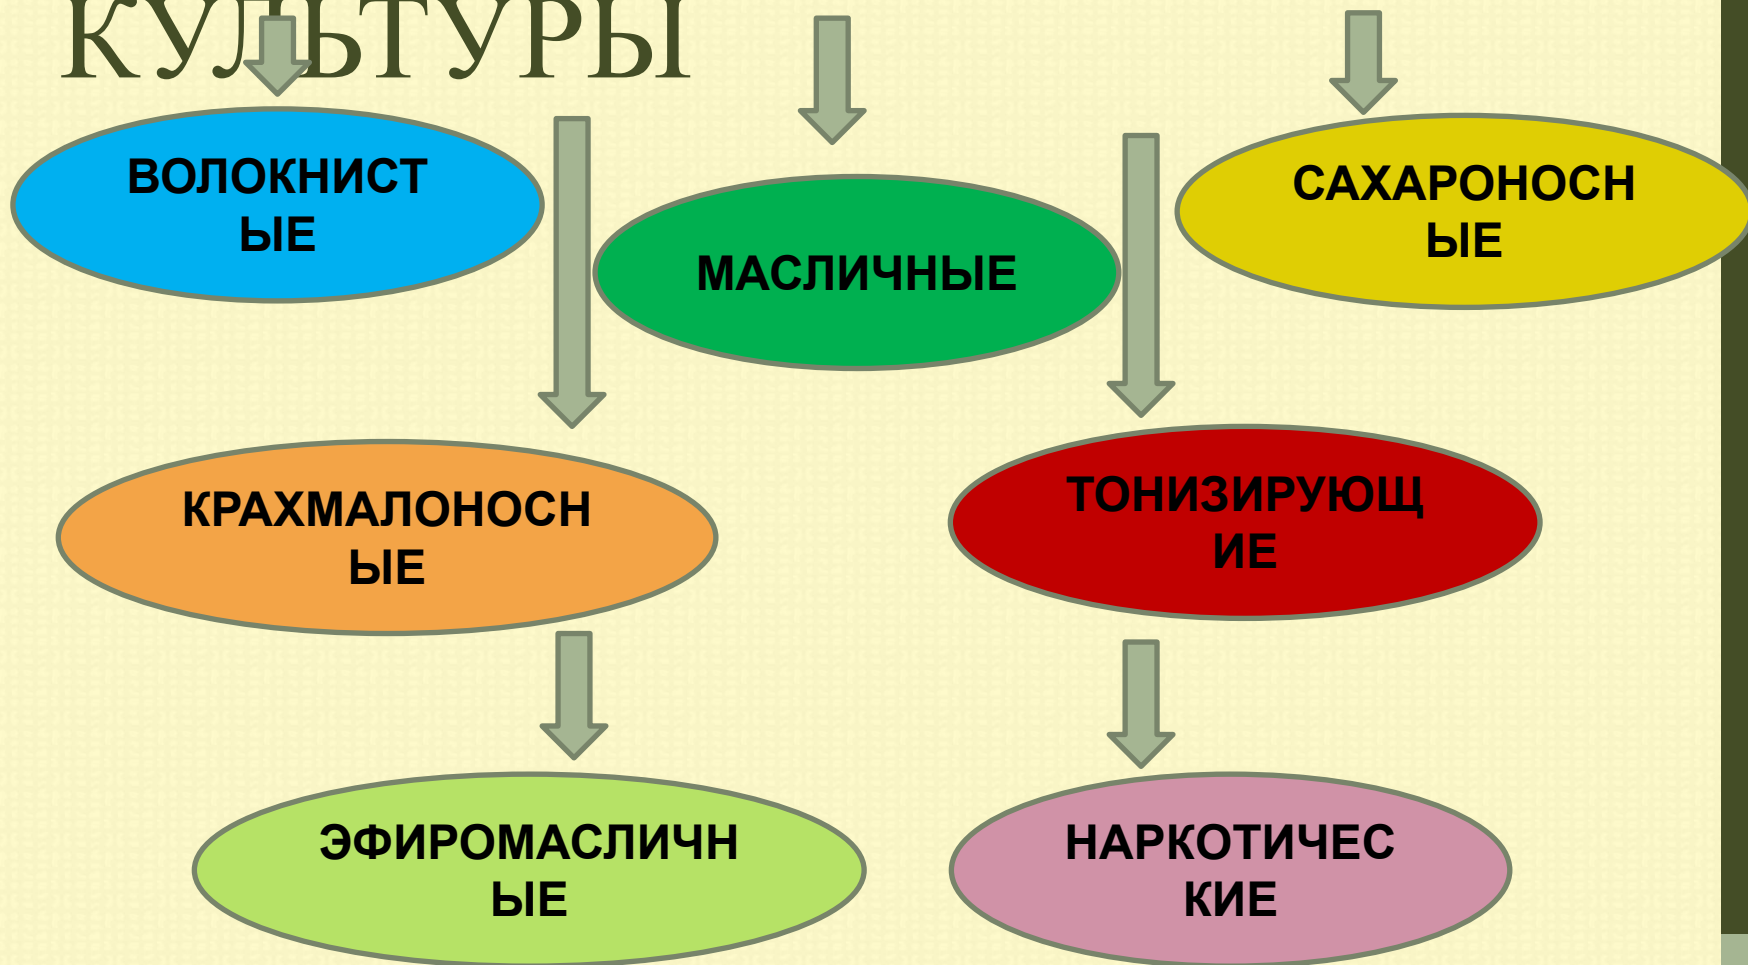 КУЛЬТУРЫ
ВОЛОКНИСТ
ЫЕ
МАСЛИЧНЫЕ
САХАРОНОСН
ЫЕ
КРАХМАЛОНОСН
ЫЕ
ТОНИЗИРУЮЩ
ИЕ
ЭФИРОМАСЛИЧН
ЫЕ
НАРКОТИЧЕС
КИЕ